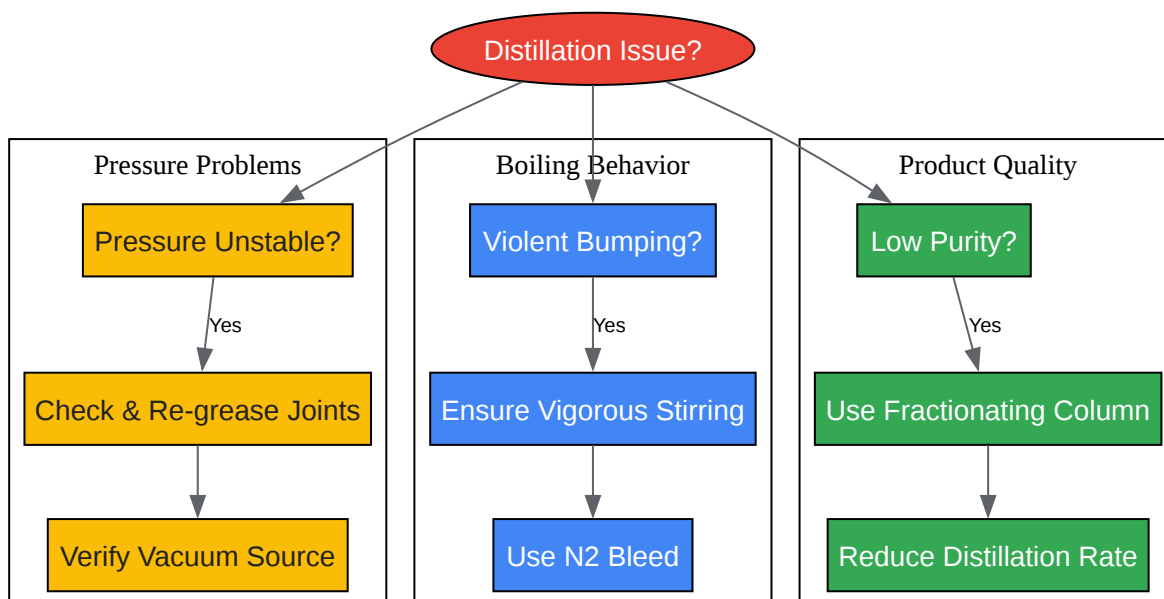 Distillation Issue?
Pressure Problems
Boiling Behavior
Product Quality
Pressure Unstable?
Violent Bumping?
Low Purity?
Yes
Yes
Yes
Check & Re-grease Joints
Ensure Vigorous Stirring
Use Fractionating Column
Verify Vacuum Source
Use N2 Bleed
Reduce Distillation Rate